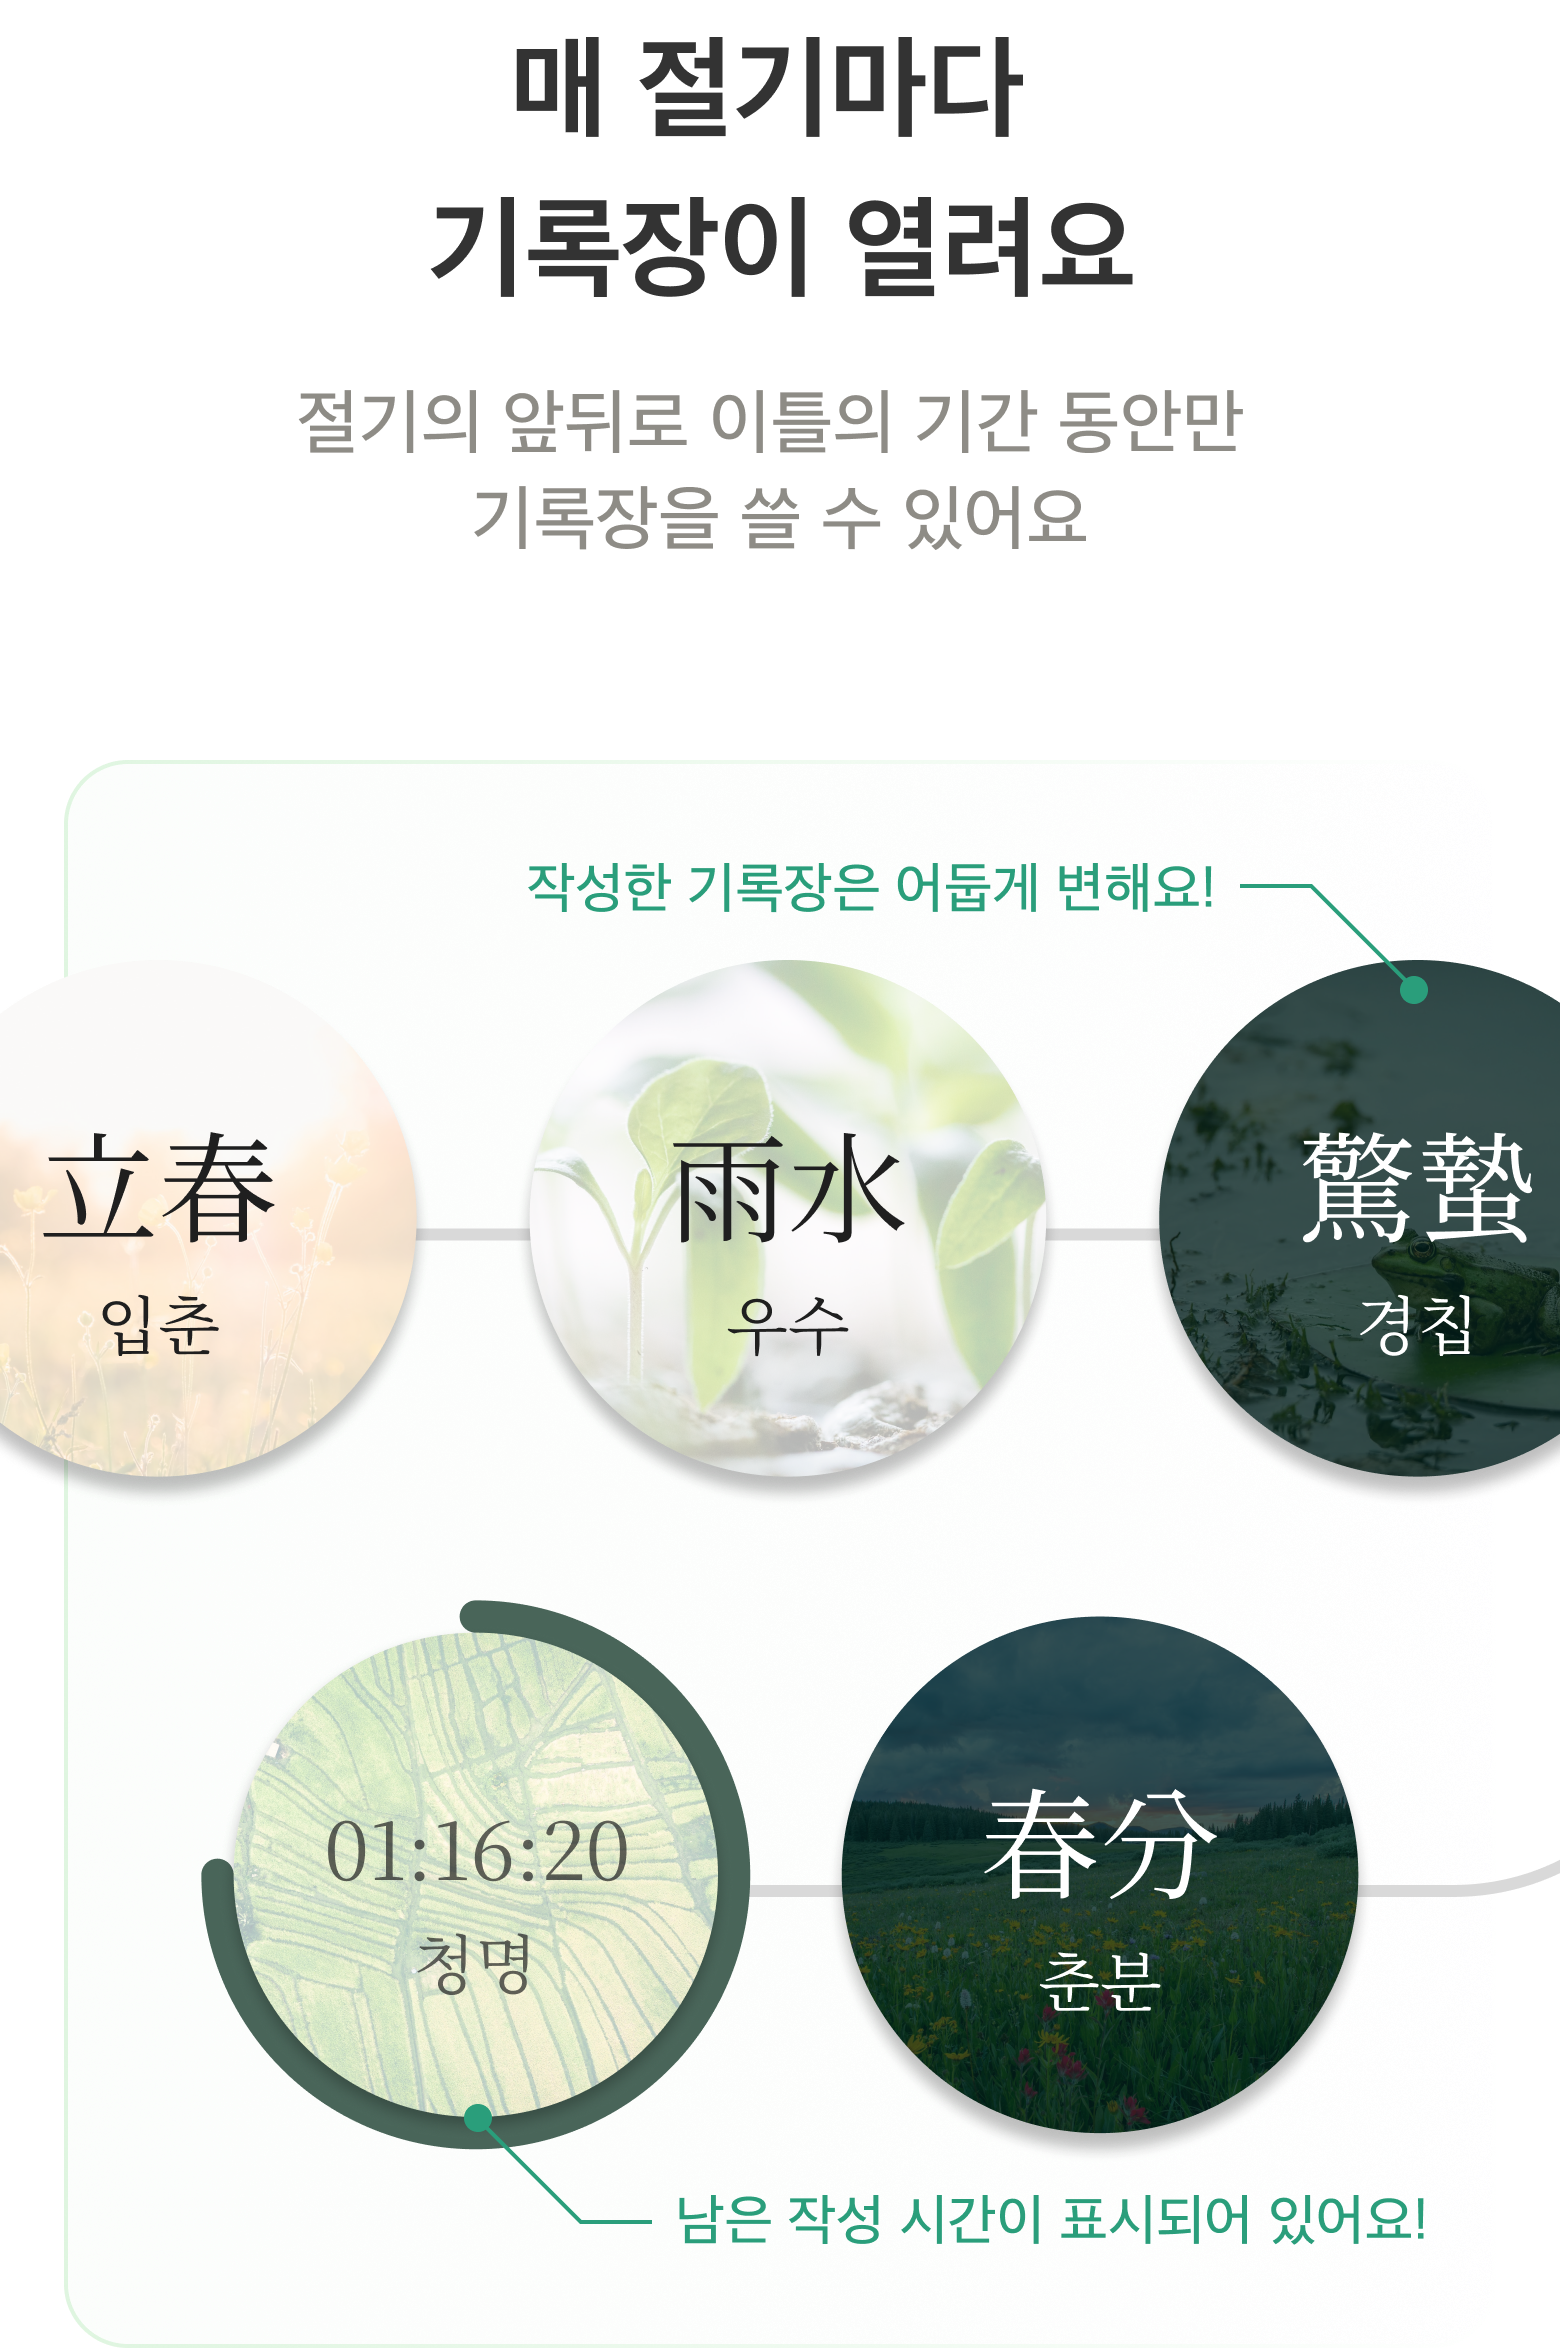 매 절기마다
기록장이 열려요
절기의 앞뒤로 이틀의 기간 동안만
기록장을 쓸 수 있어요
작성한 기록장은 어둡게 변해요!
立春
입춘
雨水
우수
驚蟄
경칩
01:16:20
청명
春分
춘분
남은 작성 시간이 표시되어 있어요!